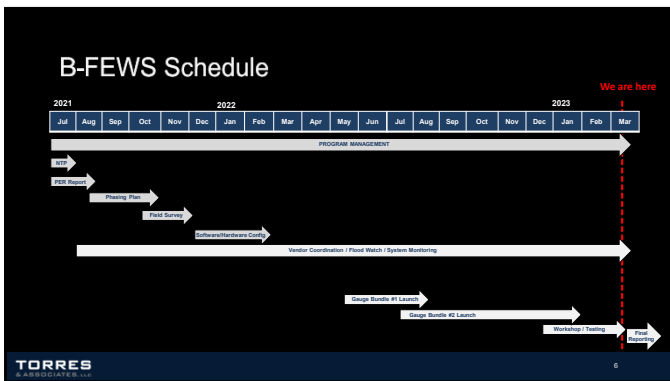 B-FEWS Schedule
We are here
2021 2022 2023
Jul Aug Sep Oct Nov Dec Jan Feb Mar Apr May Jun Jul Aug Sep Oct Nov Dec Jan Feb Mar
PROGRAM MANAGEMENT
NTP
PER Report
Phasing Plan
Field Survey
Software/Hardware Config
Vendor Coordination / Flood Watch / System Monitoring
Gauge Bundle #1 Launch
Gauge Bundle #2 Launch
Workshop / Testing
Final
Reporting
TORRES
& ASSOCIATES, LLC
6